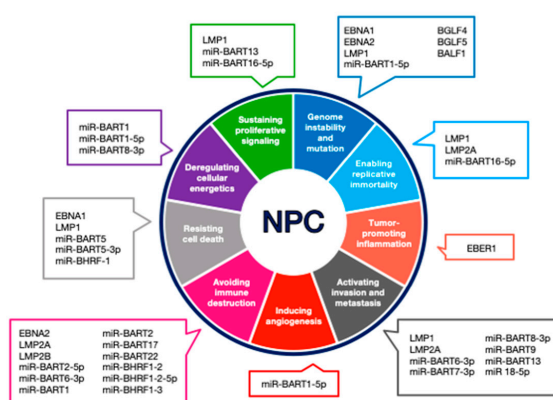 LMP1
miR-BART13
miR-BART16-5p
EBNA1
EBNA2
LMP1
miR-BART1-5p
BGLF4
BGLF5
BALF1
miR-BART1
miR-BART1-5p
miR-BART8-3p
LMP1
LMP2A
miR-BART16-5p
Sustaining
proliferative
signaling
Genome
instability and
mutation
Deregulating
cellular
energetics
Enabling
replicative
immortality
EBNA1
LMP1
miR-BART5
miR-BART5-3p
miR-BHRF-1
Resisting
cell death
NPC
Tumor-
promoting
inflammation
EBER1
Avoiding
immune
destruction
Inducing
angiogenesis
Activating
invasion and
metastasis
EBNA2
LMP2A
LMP2B
miR-BART2-5p
miR-BART6-3p
miR-BART1
miR-BART2
miR-BART17
miR-BART22
miR-BHRF1-2
miR-BHRF1-2-5p
miR-BHRF1-3
miR-BART1-5p
LMP1
LMP2A
miR-BART6-3p
miR-BART7-3p
miR-BART8-3p
miR-BART9
miR-BART13
miR 18-5p